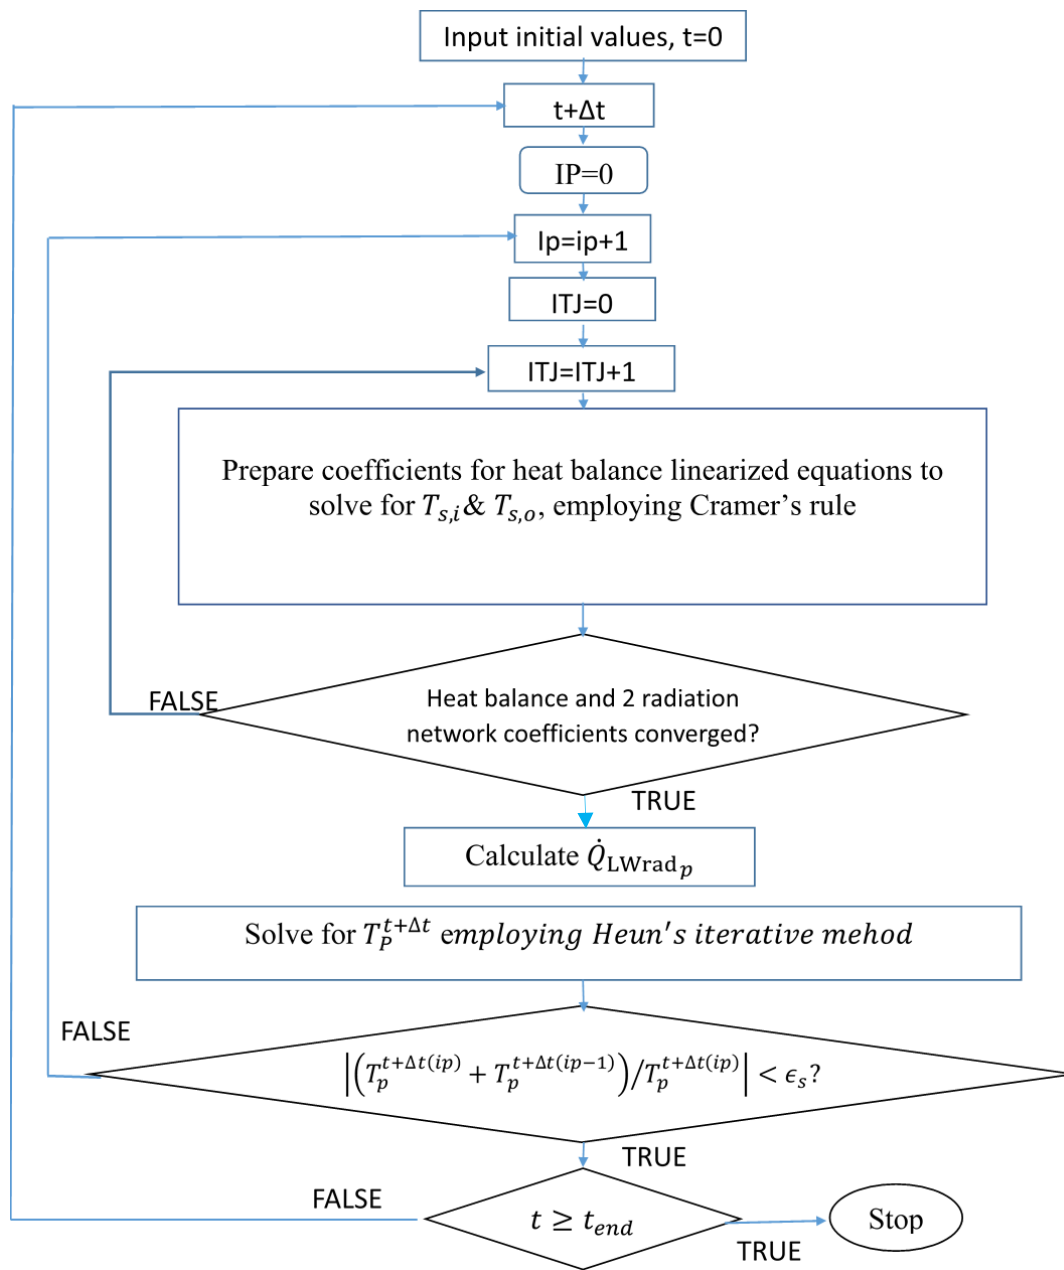 Input initial values, t=0
t+Δt
IP=0
Ip=ip+1
ITJ=0
ITJ=ITJ+1
Prepare coefficients for heat balance linearized equations to
solve for T_{s,i}& T_{s,o}, employing Cramer’s rule
FALSE
Heat balance and 2 radiation
network coefficients converged?
TRUE
Calculate Q̇_{LWrad_p}
Solve for T_P^{t+Δt} employing Heun's iterative mehod
FALSE
|(T_p^{t+Δt(ip)} + T_p^{t+Δt(ip−1)})/T_p^{t+Δt(ip)}| < ϵ_s?
TRUE
FALSE
t ≥ t_{end}
Stop
TRUE